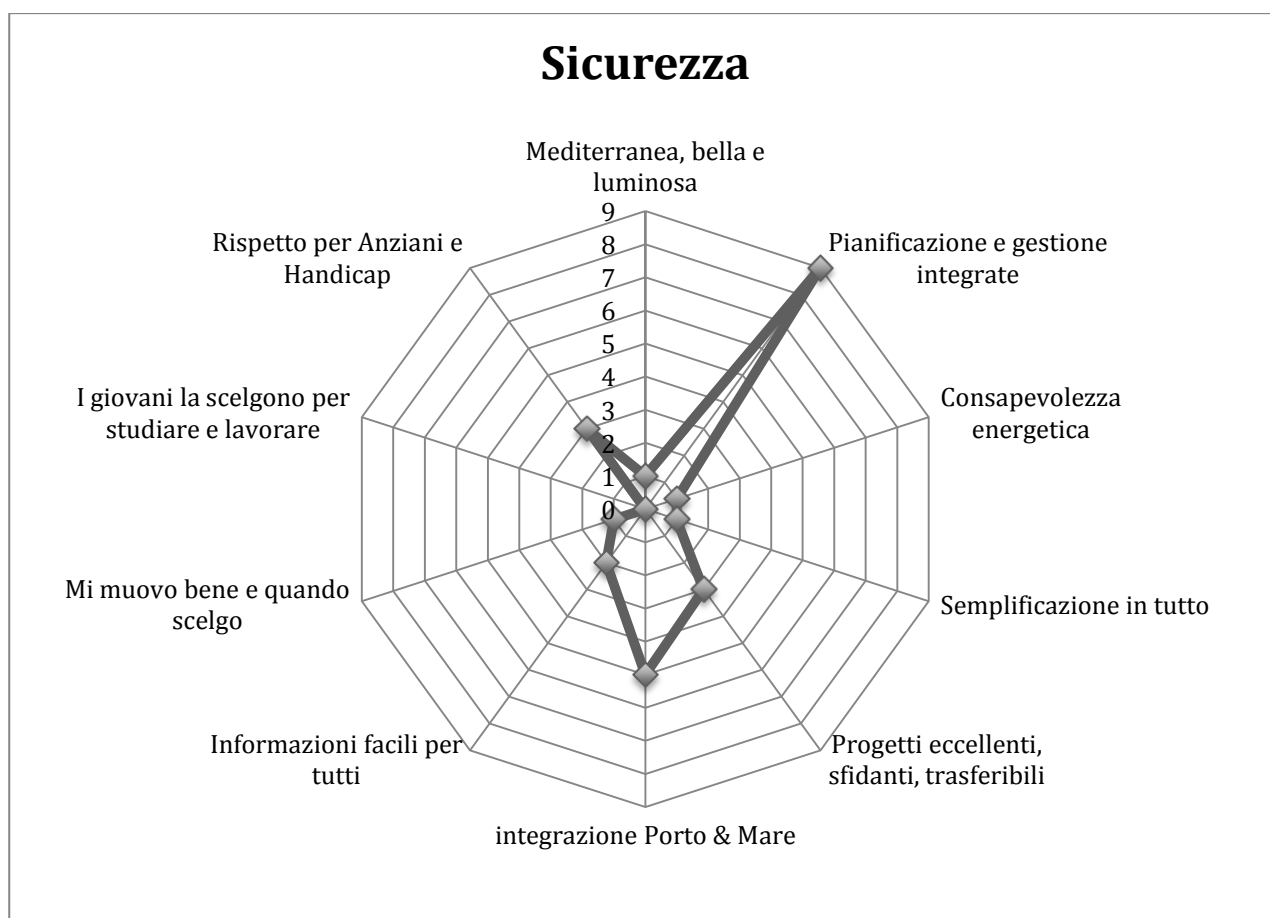 Sicurezza
Mediterranea, bella e
luminosa
9
8
7
6
5
4
3
2
1
0
Pianificazione e gestione
integrate
Consapevolezza
energetica
Semplificazione in tutto
Progetti eccellenti,
sfidanti, trasferibili
integrazione Porto & Mare
Informazioni facili per
tutti
Mi muovo bene e quando
scelgo
I giovani la scelgono per
studiare e lavorare
Rispetto per Anziani e
Handicap